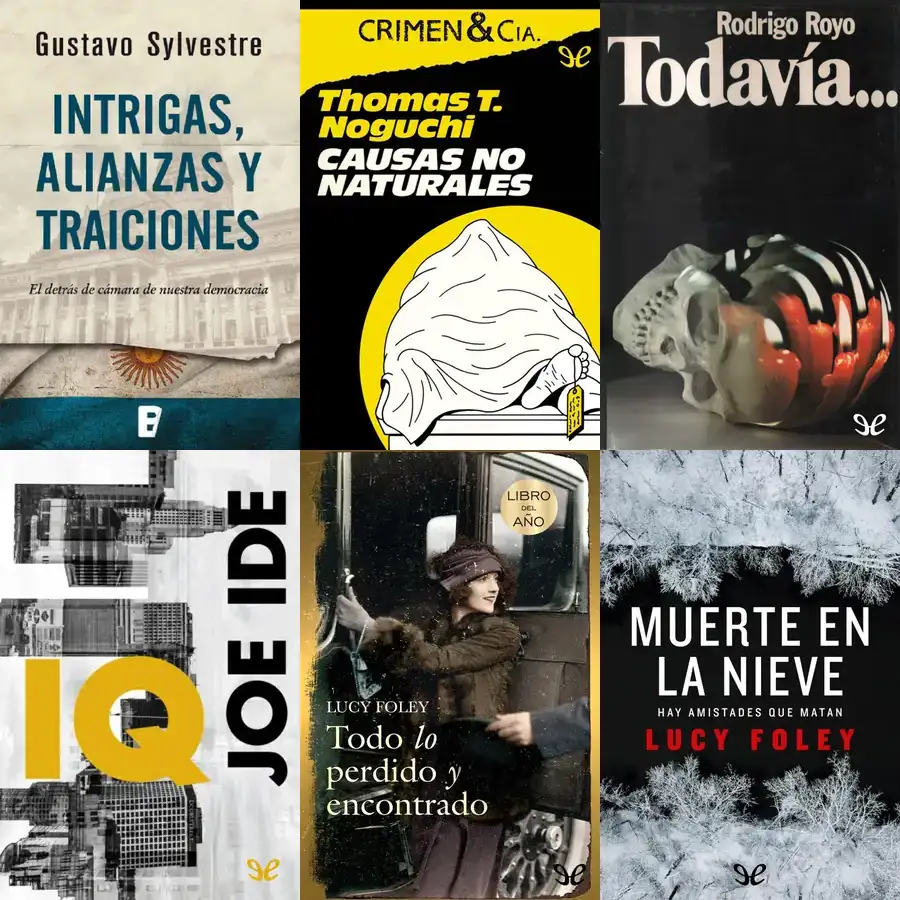 Gustavo Sylvestre
INTRIGAS,
ALIANZAS Y
TRAICIONES
El detrás de cámara de nuestra democracia
B
CRIMEN & CIA.
Thomas T.
Noguchi
CAUSAS NO
NATURALES
Rodrigo Royo
Todavía...
IQ
JOE IDE
LIBRO
DEL
AÑO
LUCY FOLEY
Todo lo
perdido y
encontrado
MUERTE EN
LA NIEVE
HAY AMISTADES QUE MATAN
LUCY FOLEY